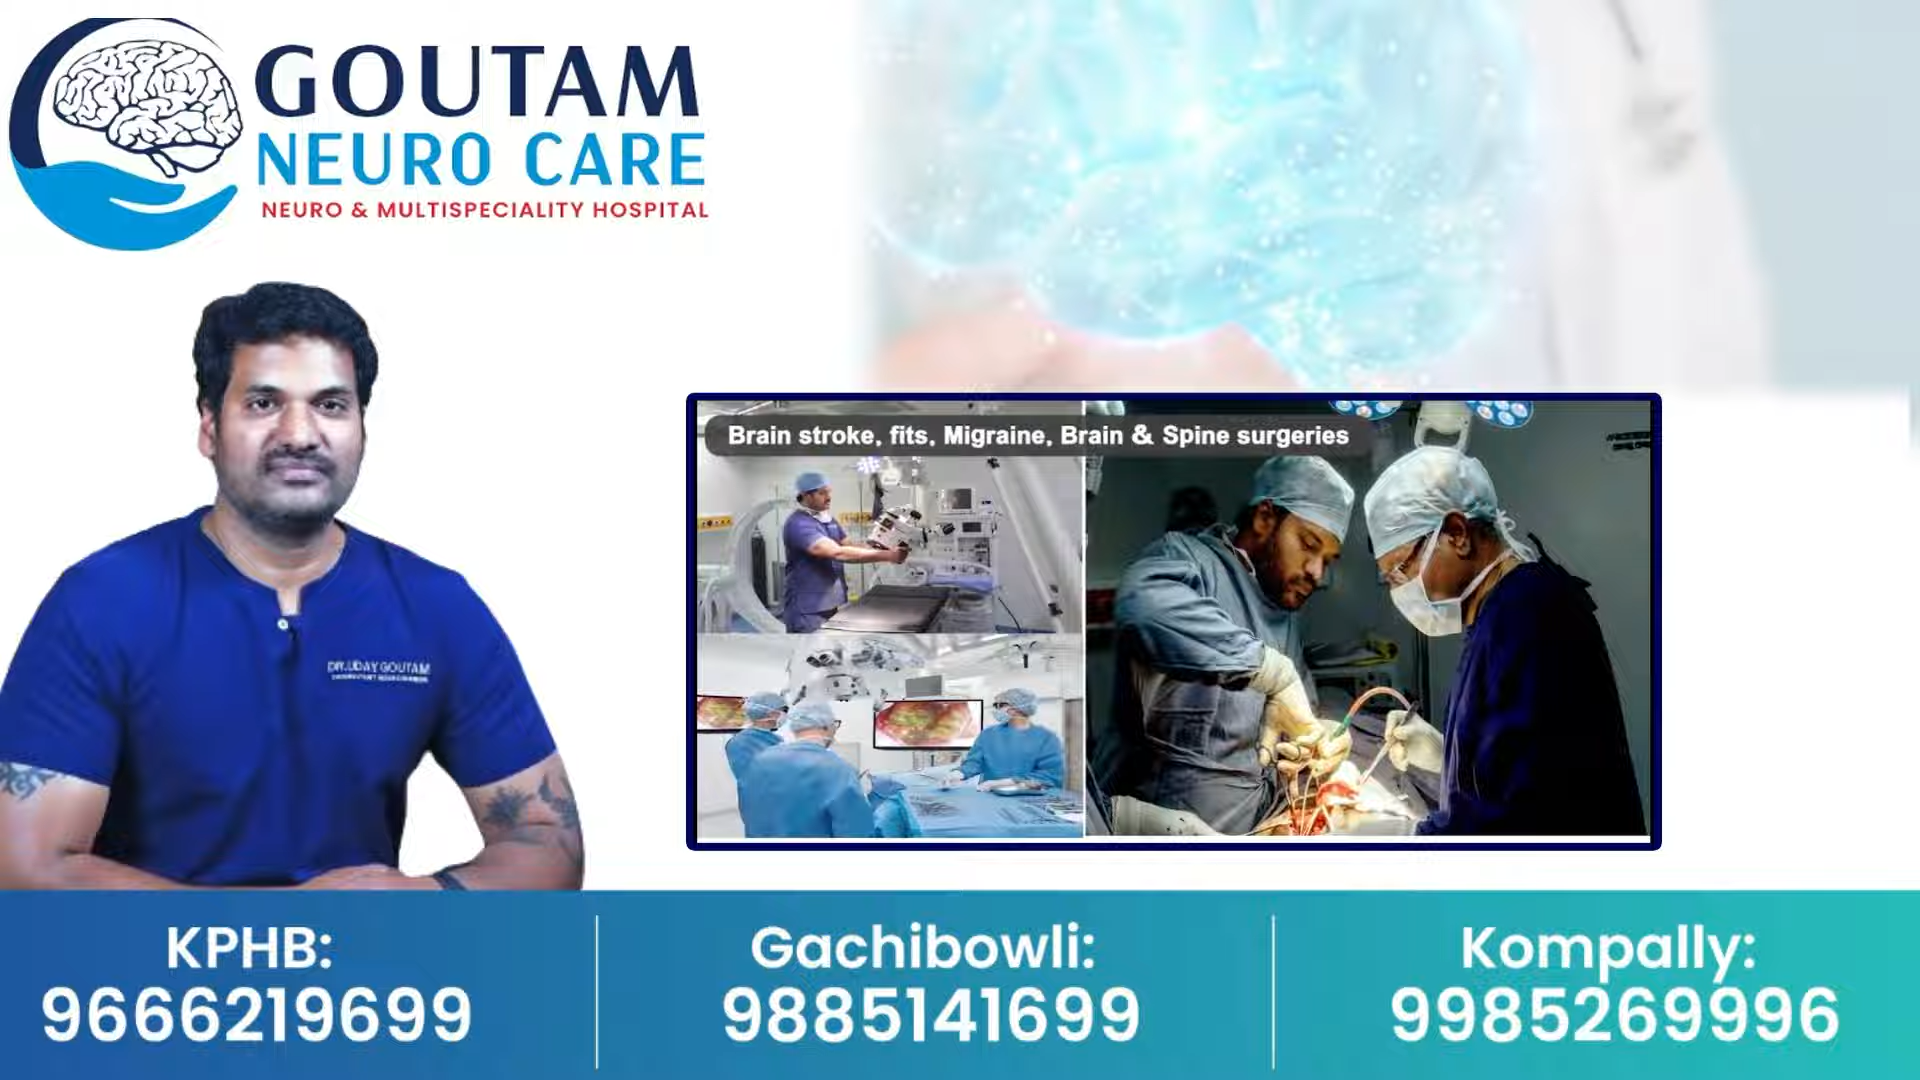 GOUTAM
NEURO CARE
NEURO & MULTISPECIALITY HOSPITAL
Brain stroke, fits, Migraine, Brain & Spine surgeries
DR. UDAY GOUTAM
KPHB:
9666219699
Gachibowli:
9885141699
Kompally:
9985269996